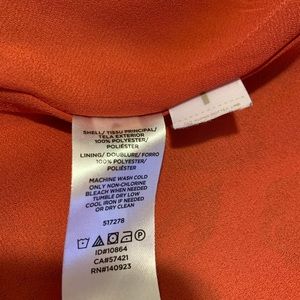 SHELL/ TISSU PRINCIPAL/
TELA EXTERIOR
100% POLYESTER/
POLIÉSTER
LINING/ DOUBLURE/ FORRO
100% POLYESTER/
POLIÉSTER
MACHINE WASH COLD
ONLY NON-CHLORINE
BLEACH WHEN NEEDED
TUMBLE DRY LOW
COOL IRON IF NEEDED
OR DRY CLEAN
517278
ID#10864
CA#57421
RN#140923